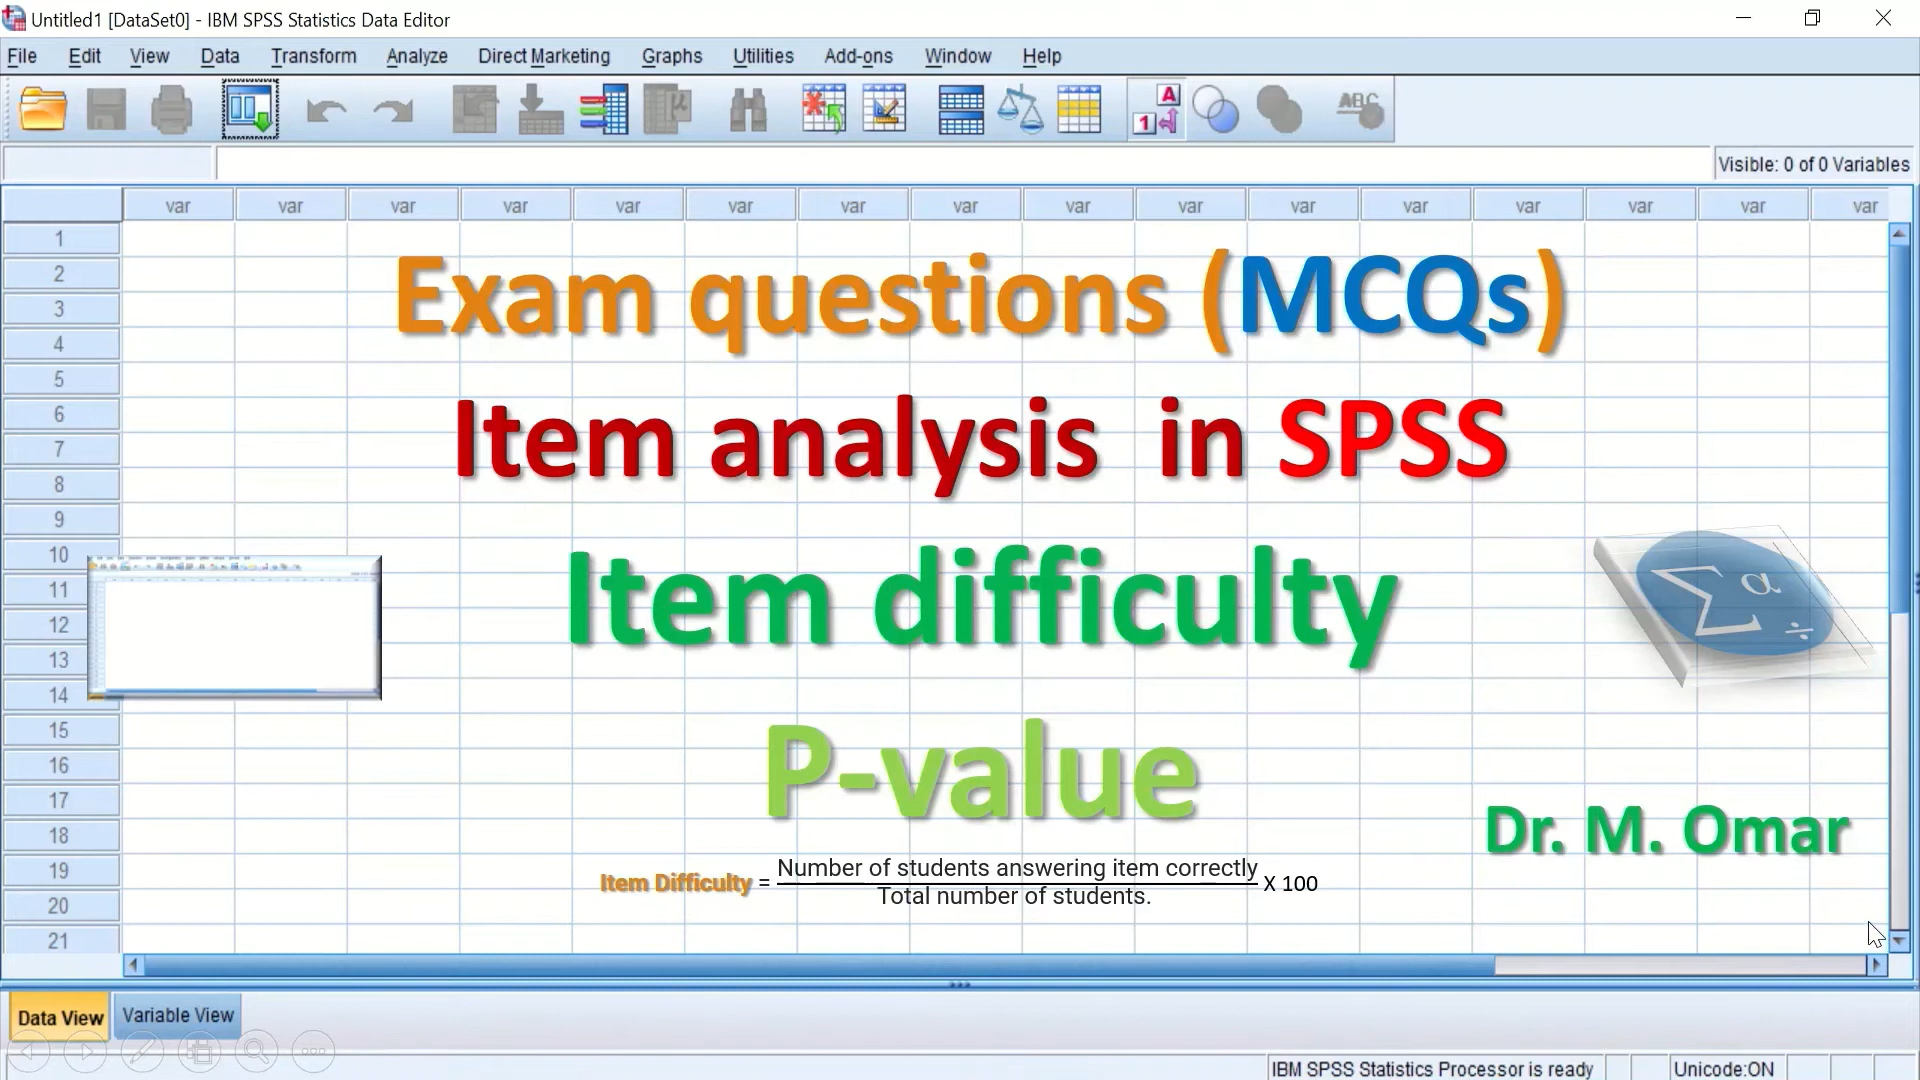 Untitled1 [DataSet0] - IBM SPSS Statistics Data Editor
File Edit View Data Transform Analyze Direct Marketing Graphs Utilities Add-ons Window Help
A
1
ABC
Visible: 0 of 0 Variables
var var var var var var var var var var var var var var var var
1
2
3
4
5
6
7
8
9
10
11
12
13
14
15
16
17
18
19
20
21
Exam questions (MCQs)
Item analysis in SPSS
Item difficulty
Σ α ÷
P-value
Dr. M. Omar
Number of students answering item correctly
Item Difficulty = X 100
Total number of students.
Data View Variable View
IBM SPSS Statistics Processor is ready Unicode:ON